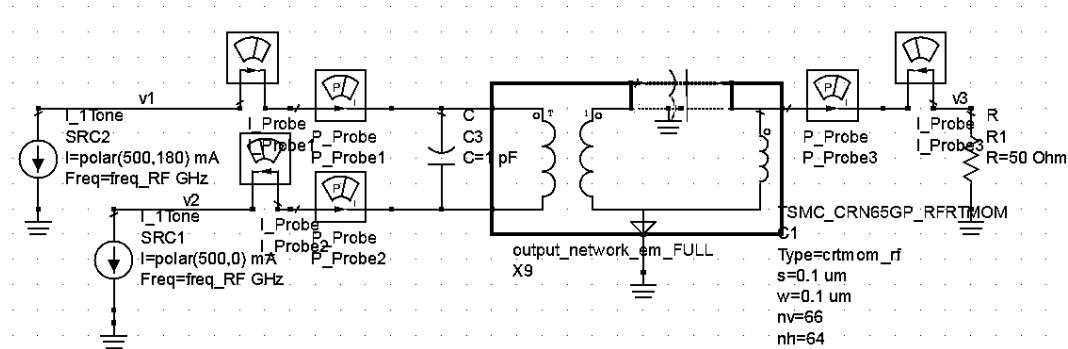 v1
I_1Tone
SRC2
I=polar(500,180) mA
Freq=freq_RF GHz
I_Probe
I_Probe1
P
I
P_Probe
P_Probe1
v2
I_1Tone
SRC1
I=polar(500,0) mA
Freq=freq_RF GHz
I_Probe
I_Probe2
P
I
P_Probe
P_Probe2
C
C3
C=1 pF
T
1
output_network_em_FULL
X9
P
I
P_Probe
P_Probe3
I_Probe
I_Probe3
v3
R
R1
R=50 Ohm
TSMC_CRN65GP_RFRTMOM
C1
Type=crtmom_rf
s=0.1 um
w=0.1 um
nv=66
nh=64